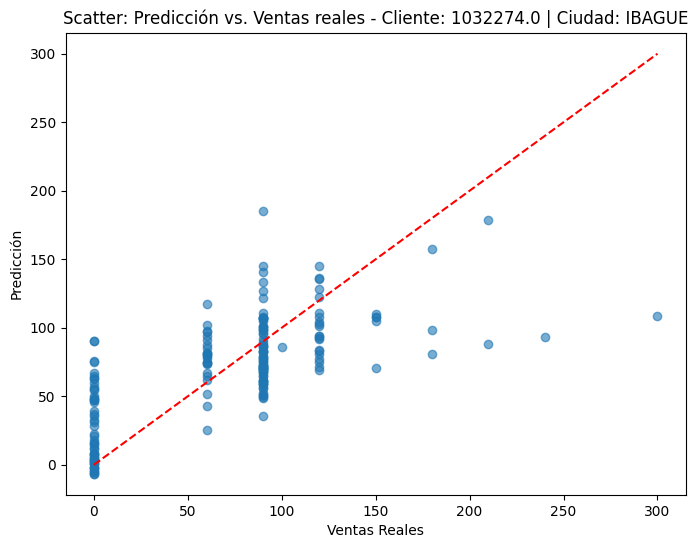 Scatter: Predicción vs. Ventas reales - Cliente: 1032274.0 | Ciudad: IBAGUE
300
250
200
150
100
50
0
Predicción
0 50 100 150 200 250 300
Ventas Reales